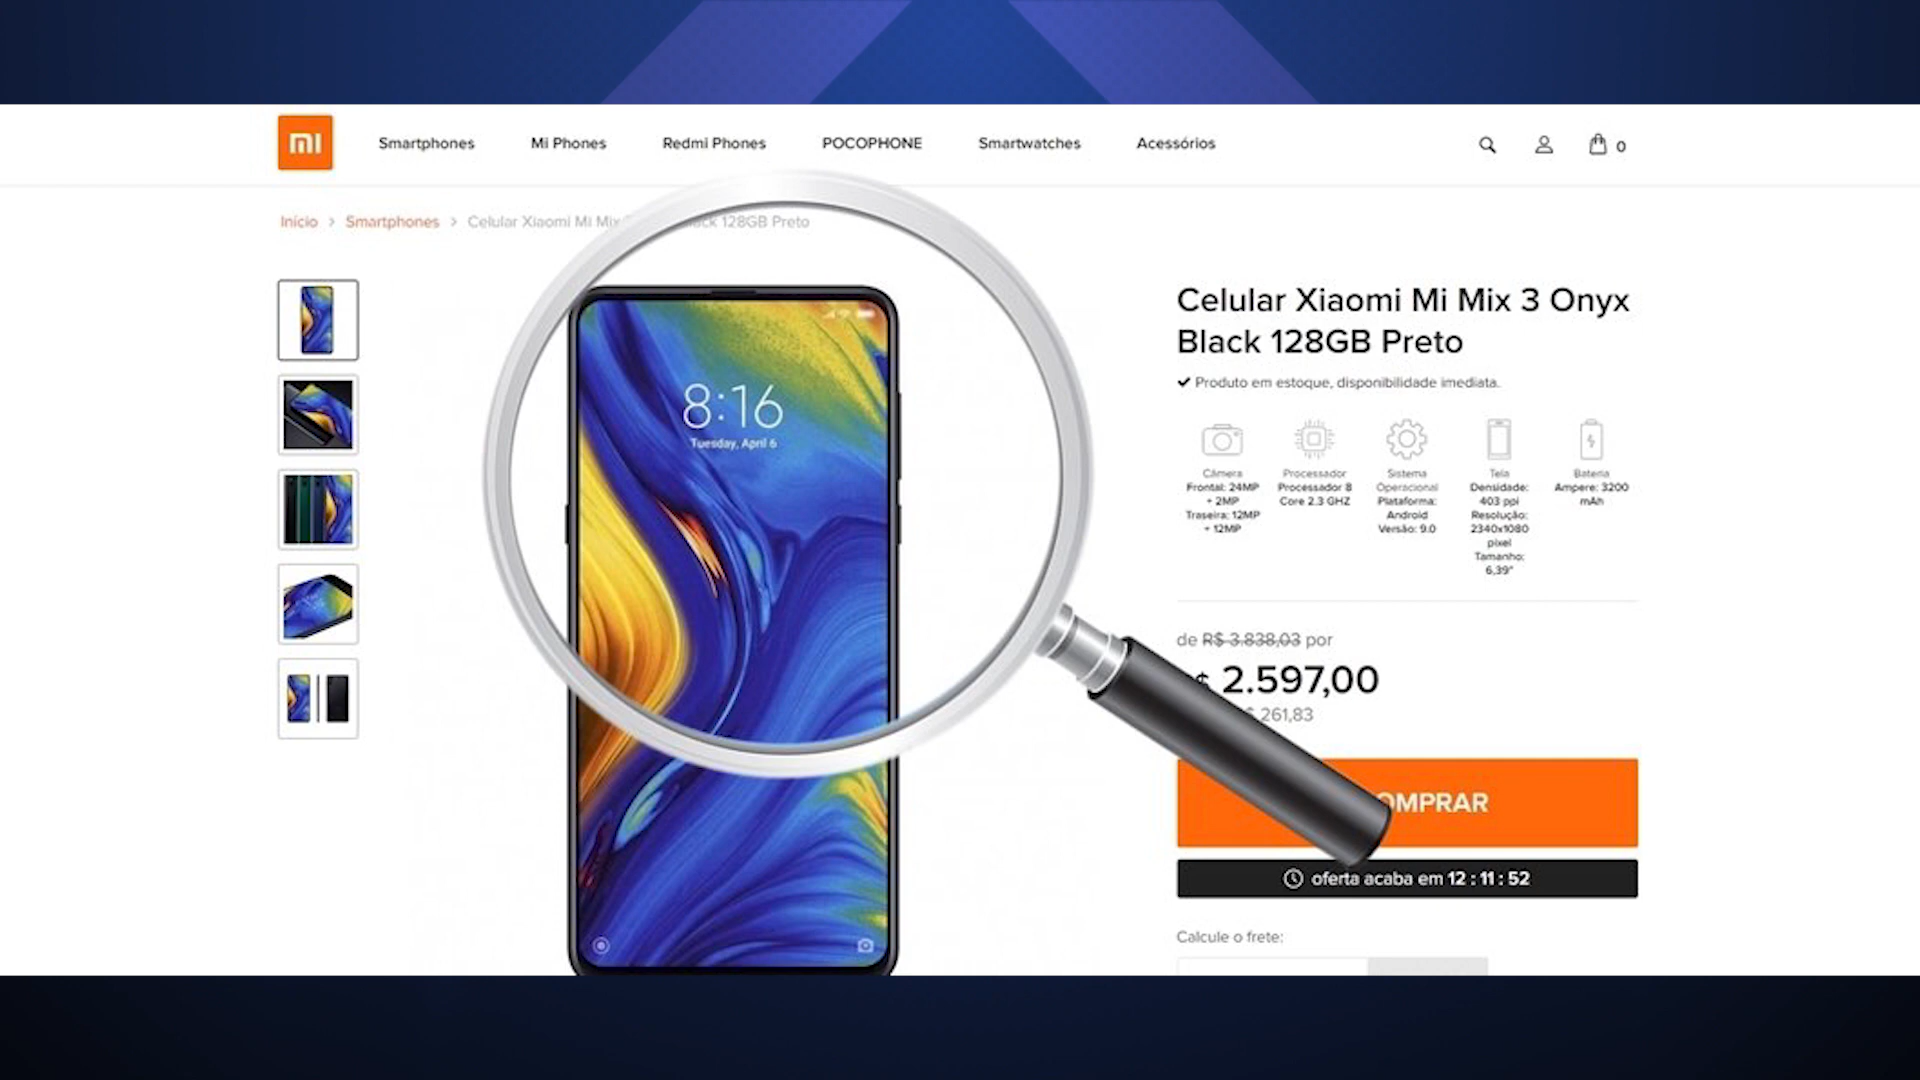 mi
Smartphones
Mi Phones
Redmi Phones
POCOPHONE
Smartwatches
Acessórios
0
Início > Smartphones > Celular Xiaomi Mi Mix 128GB Preto
8:16
Tuesday, April 6
Celular Xiaomi Mi Mix 3 Onyx
Black 128GB Preto
Produto em estoque, disponibilidade imediata.
Câmera
Frontal: 24MP
+ 2MP
Traseira: 12MP
+ 12MP
Processador
Processador 8
Core 2.3 GHZ
Sistema
Operacional
Plataforma:
Android
Versão: 9.0
Tela
Densidade:
403 ppi
Resolução:
2340x1080
pixel
Tamanho:
6,39"
Bateria
Ampere: 3200
mAh
de R$ 3.838,03 por
$ 2.597,00
$ 261,83
OMPRAR
oferta acaba em 12 : 11 : 52
Calcule o frete: